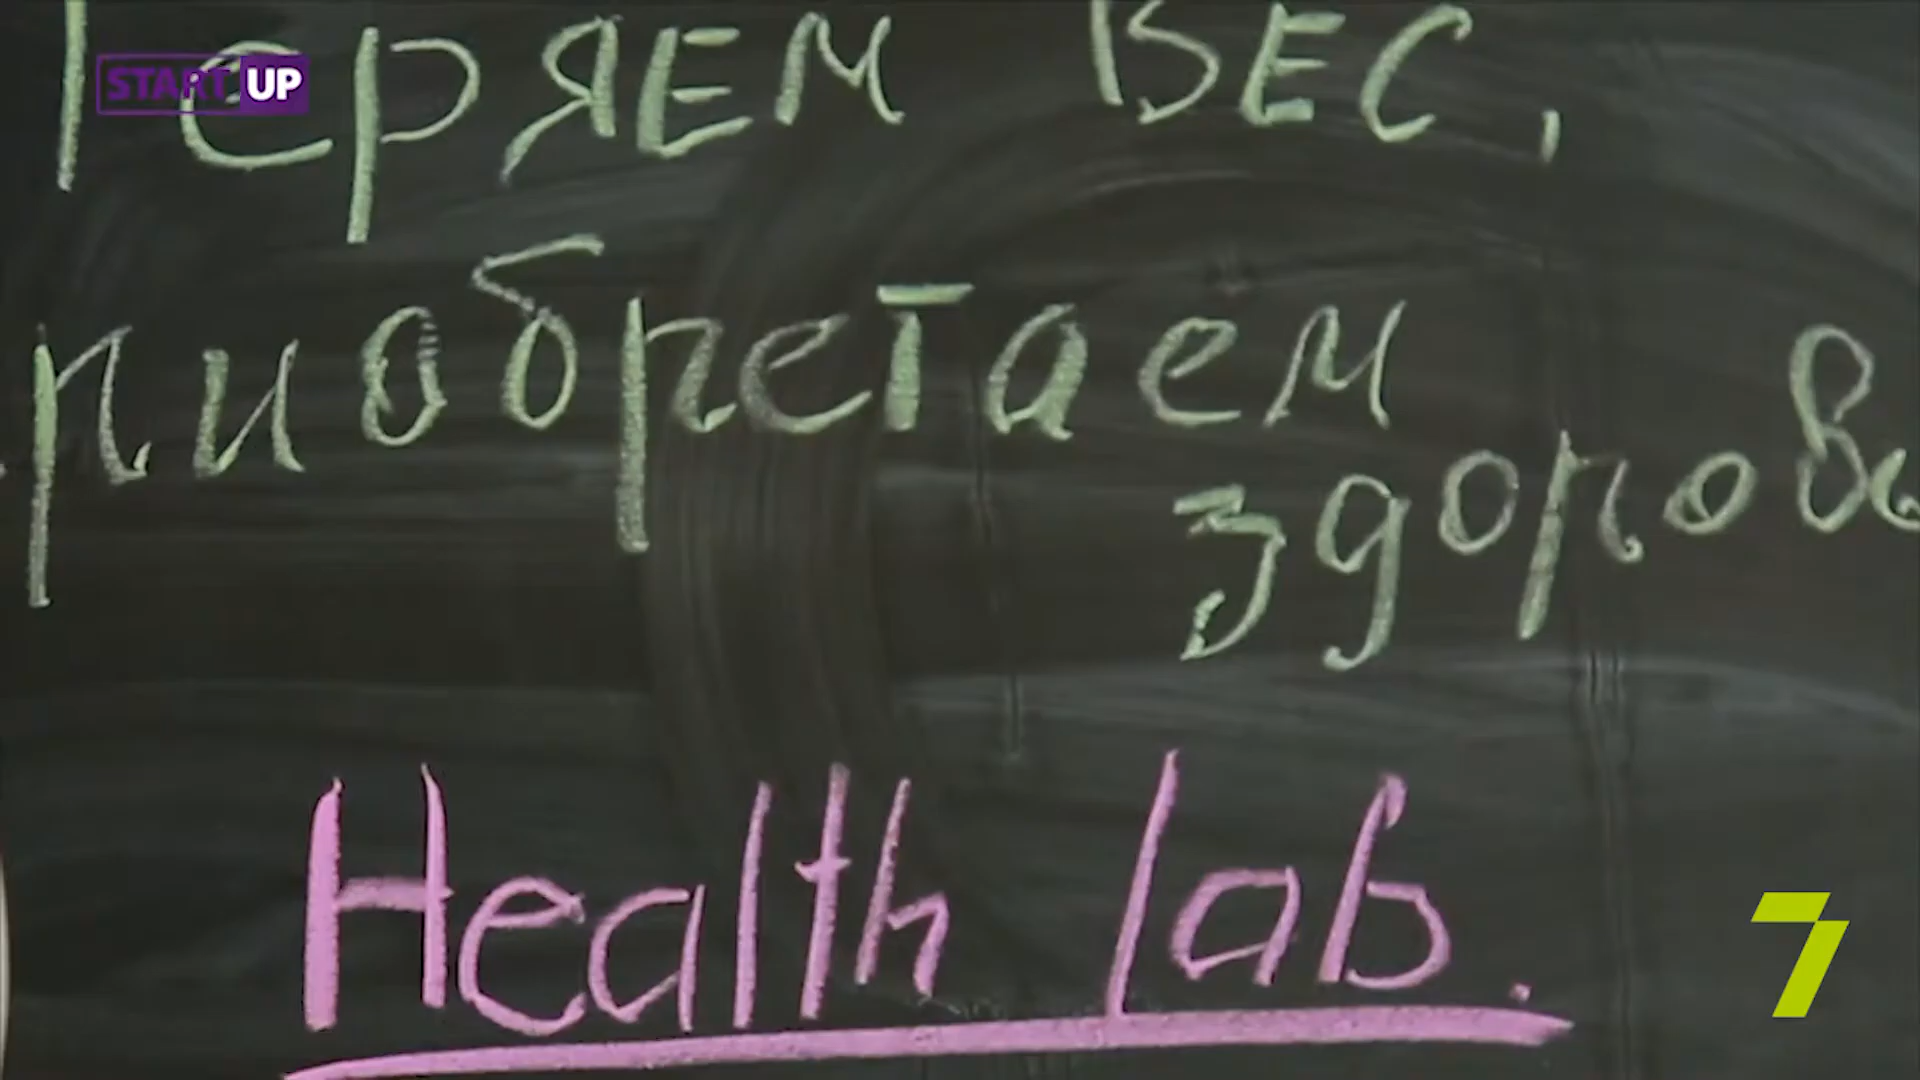 START UP
Теряем вес,
приобретаем
здоровь
Health lab.
7